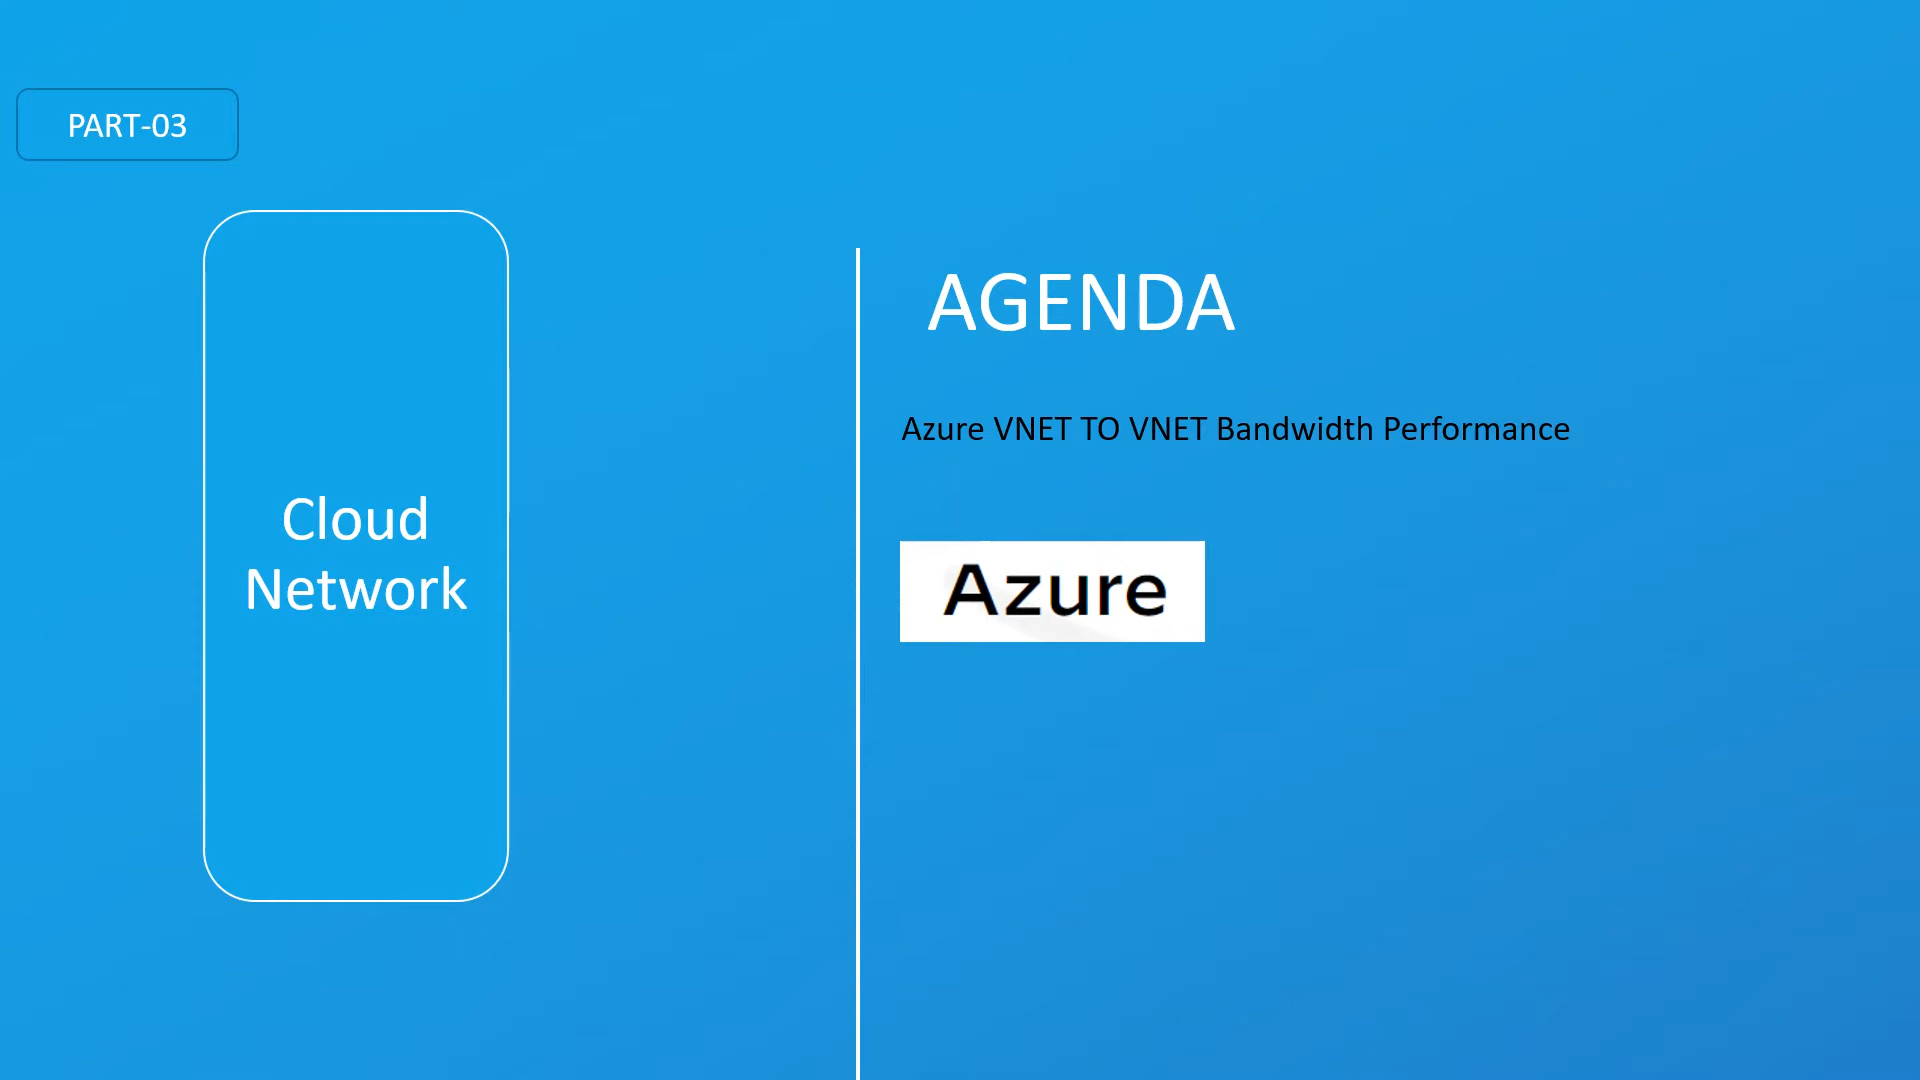 PART-03
Cloud
Network
AGENDA
Azure VNET TO VNET Bandwidth Performance
Azure